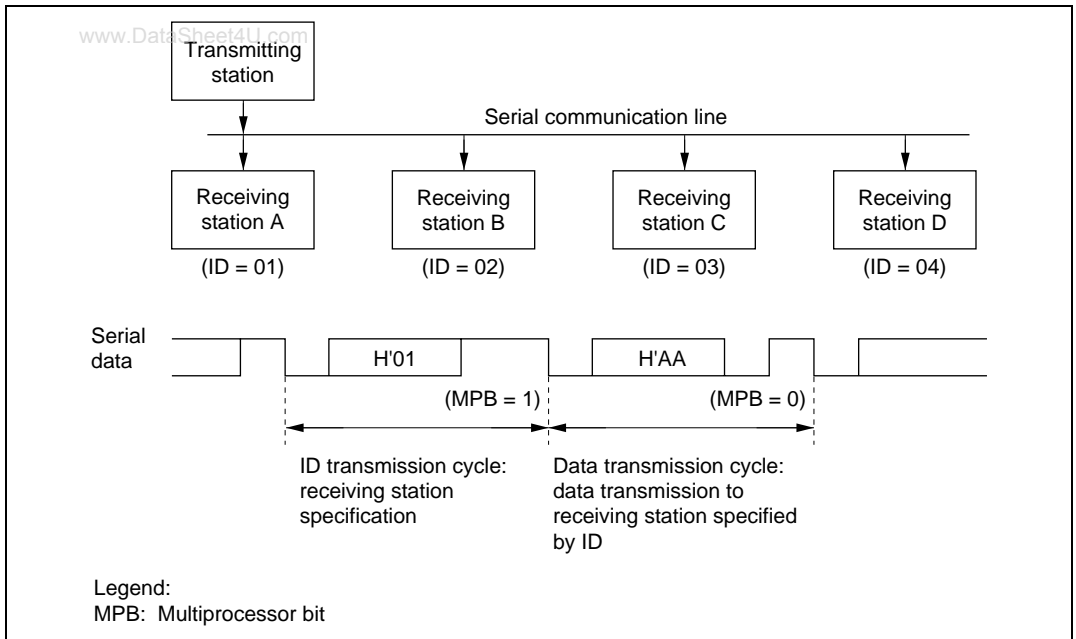 www.DataSheet4U.com
Transmitting
station
Serial communication line
Receiving
station A
Receiving
station B
Receiving
station C
Receiving
station D
(ID = 01)
(ID = 02)
(ID = 03)
(ID = 04)
Serial
data
H'01
H'AA
(MPB = 1)
(MPB = 0)
ID transmission cycle:
receiving station
specification
Data transmission cycle:
data transmission to
receiving station specified
by ID
Legend:
MPB: Multiprocessor bit